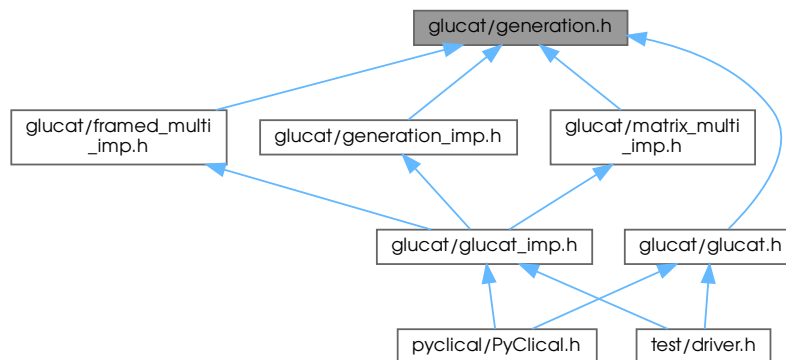 glucat/generation.h
glucat/framed_multi
_imp.h
glucat/generation_imp.h
glucat/matrix_multi
_imp.h
glucat/glucat_imp.h
glucat/glucat.h
pyclical/PyClical.h
test/driver.h